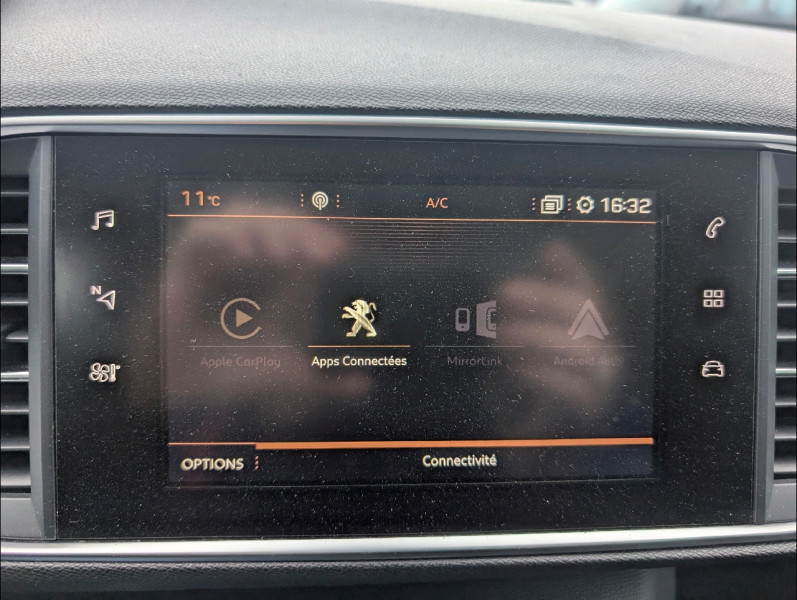 11°C A/C 16:32
N
Apple CarPlay Apps Connectées MirrorLink Android Auto
OPTIONS Connectivité